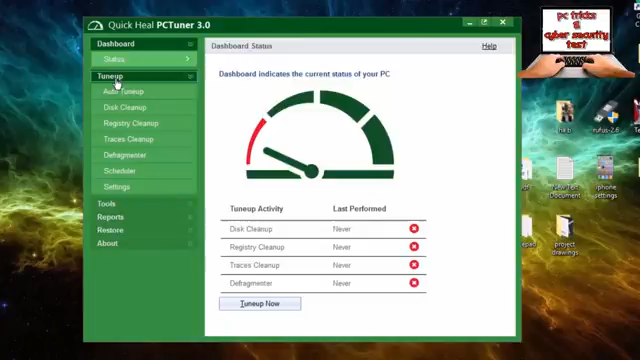 Quick Heal PCTuner 3.0
Dashboard
Status
Tuneup
Auto Tuneup
Disk Cleanup
Registry Cleanup
Traces Cleanup
Defragmenter
Scheduler
Settings
Tools
Reports
Restore
About
Dashboard Status
Help
Dashboard indicates the current status of your PC
Tuneup Activity Last Performed
Disk Cleanup Never
Registry Cleanup Never
Traces Cleanup Never
Defragmenter Never
Tuneup Now
pc tricks
&
cyber security
test
rufus-2.6
New Text
Document
iphone
settings
project
drawings